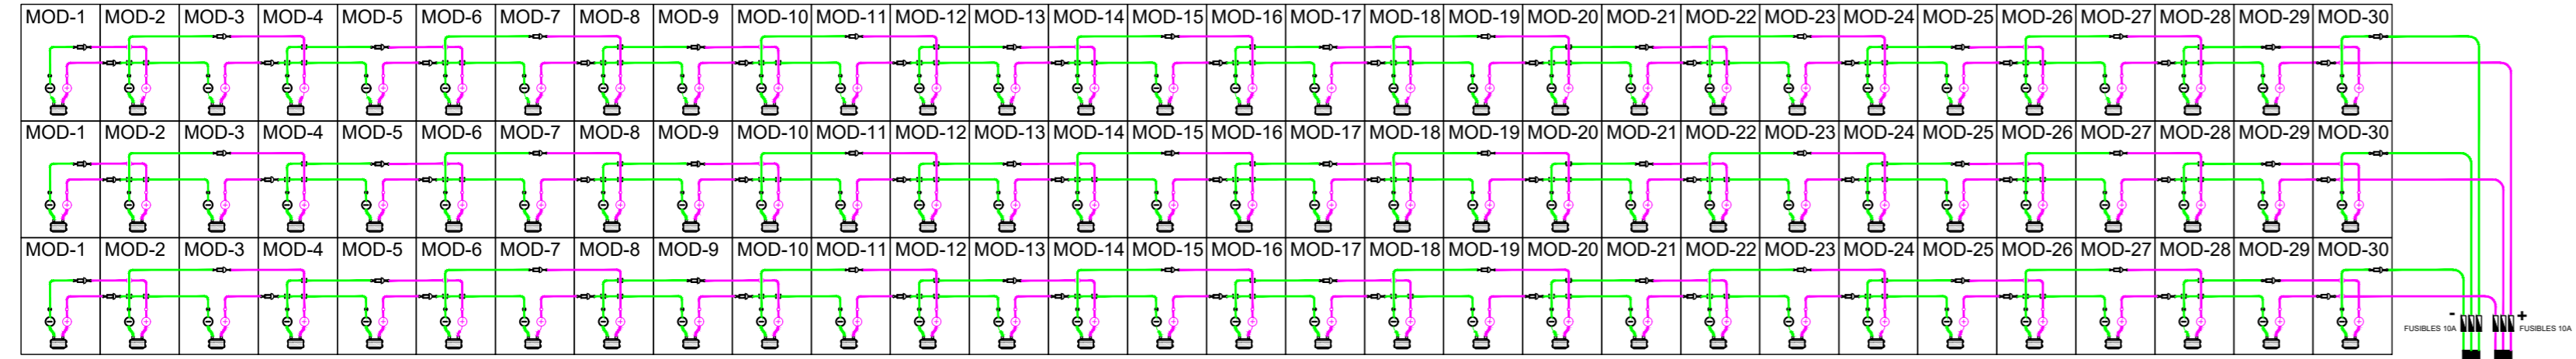 MOD-1 MOD-2 MOD-3 MOD-4 MOD-5 MOD-6 MOD-7 MOD-8 MOD-9 MOD-10 MOD-11 MOD-12 MOD-13 MOD-14 MOD-15 MOD-16 MOD-17 MOD-18 MOD-19 MOD-20 MOD-21 MOD-22 MOD-23 MOD-24 MOD-25 MOD-26 MOD-27 MOD-28 MOD-29 MOD-30
MOD-1 MOD-2 MOD-3 MOD-4 MOD-5 MOD-6 MOD-7 MOD-8 MOD-9 MOD-10 MOD-11 MOD-12 MOD-13 MOD-14 MOD-15 MOD-16 MOD-17 MOD-18 MOD-19 MOD-20 MOD-21 MOD-22 MOD-23 MOD-24 MOD-25 MOD-26 MOD-27 MOD-28 MOD-29 MOD-30
MOD-1 MOD-2 MOD-3 MOD-4 MOD-5 MOD-6 MOD-7 MOD-8 MOD-9 MOD-10 MOD-11 MOD-12 MOD-13 MOD-14 MOD-15 MOD-16 MOD-17 MOD-18 MOD-19 MOD-20 MOD-21 MOD-22 MOD-23 MOD-24 MOD-25 MOD-26 MOD-27 MOD-28 MOD-29 MOD-30
- +
FUSIBLES 10A FUSIBLES 10A